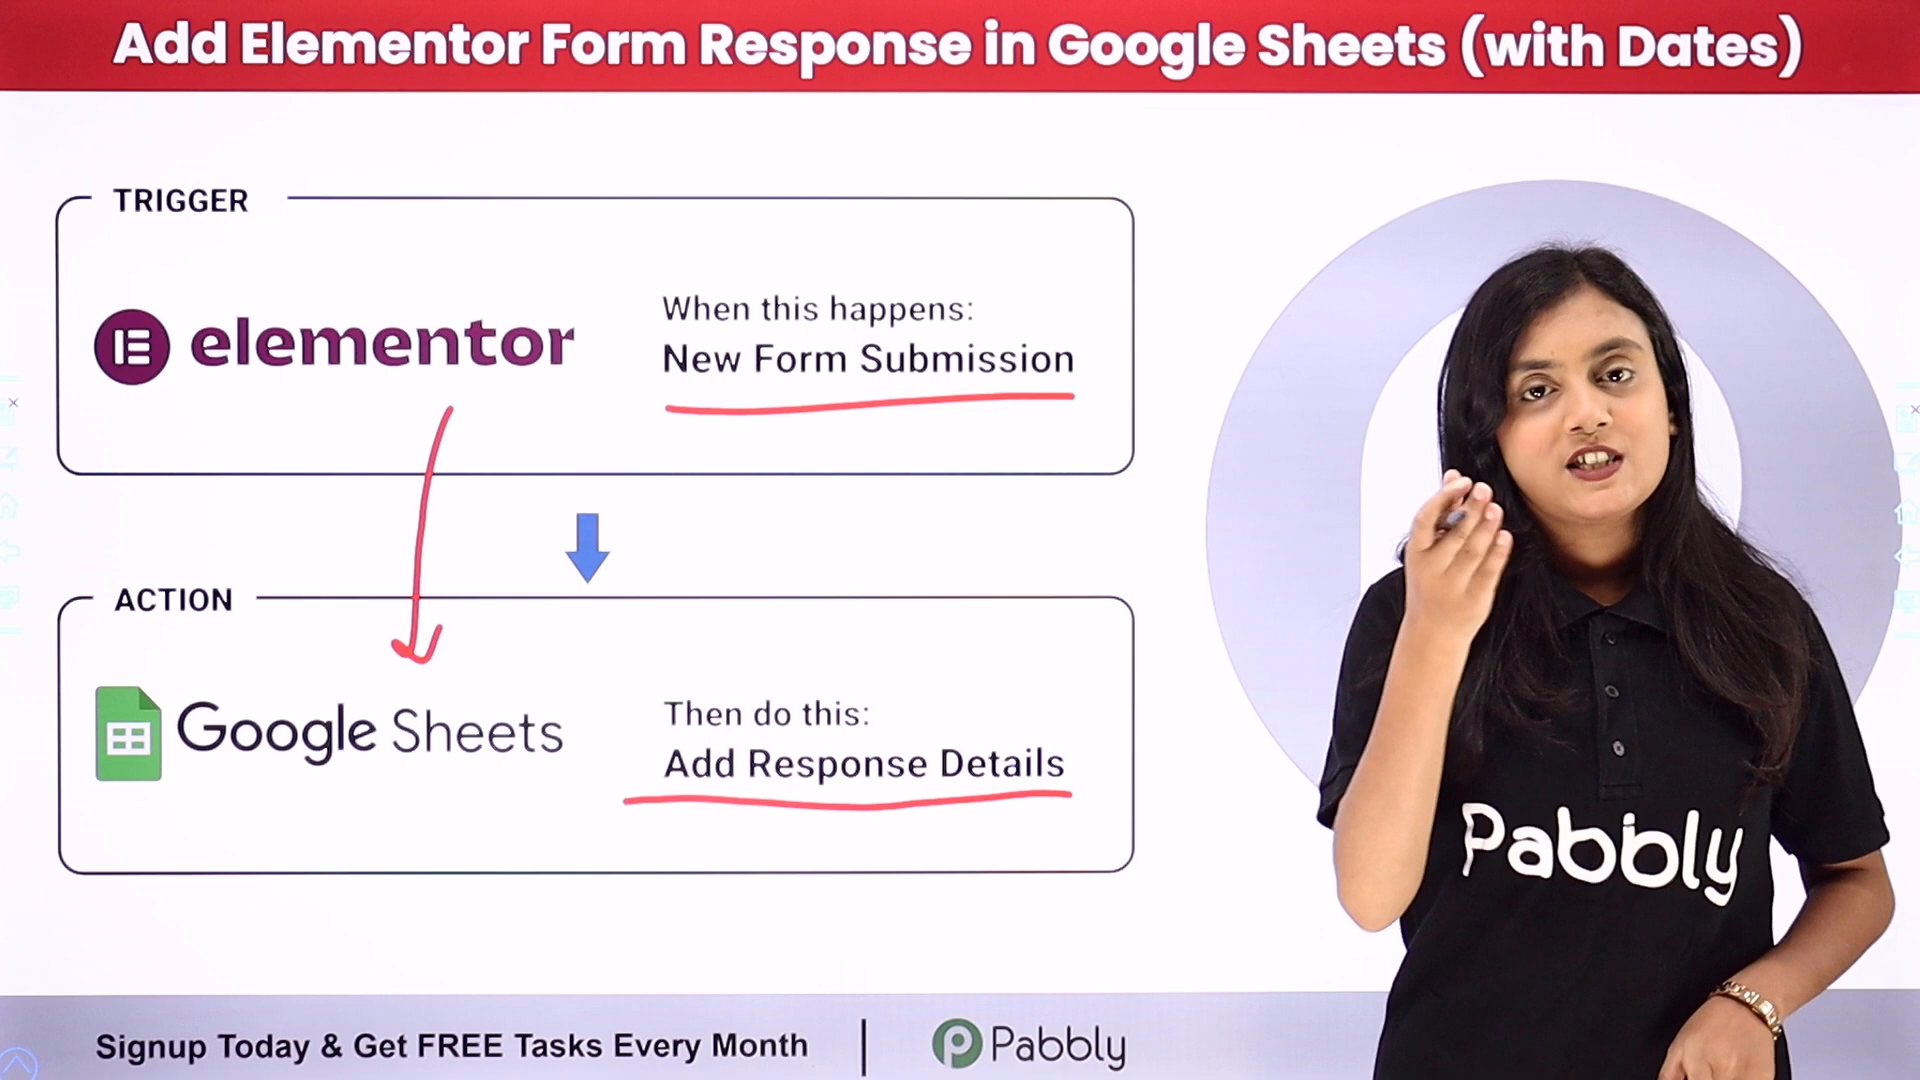 Add Elementor Form Response in Google Sheets (with Dates)
TRIGGER
elementor
When this happens:
New Form Submission
ACTION
Google Sheets
Then do this:
Add Response Details
Pabbly
Signup Today & Get FREE Tasks Every Month
Pabbly